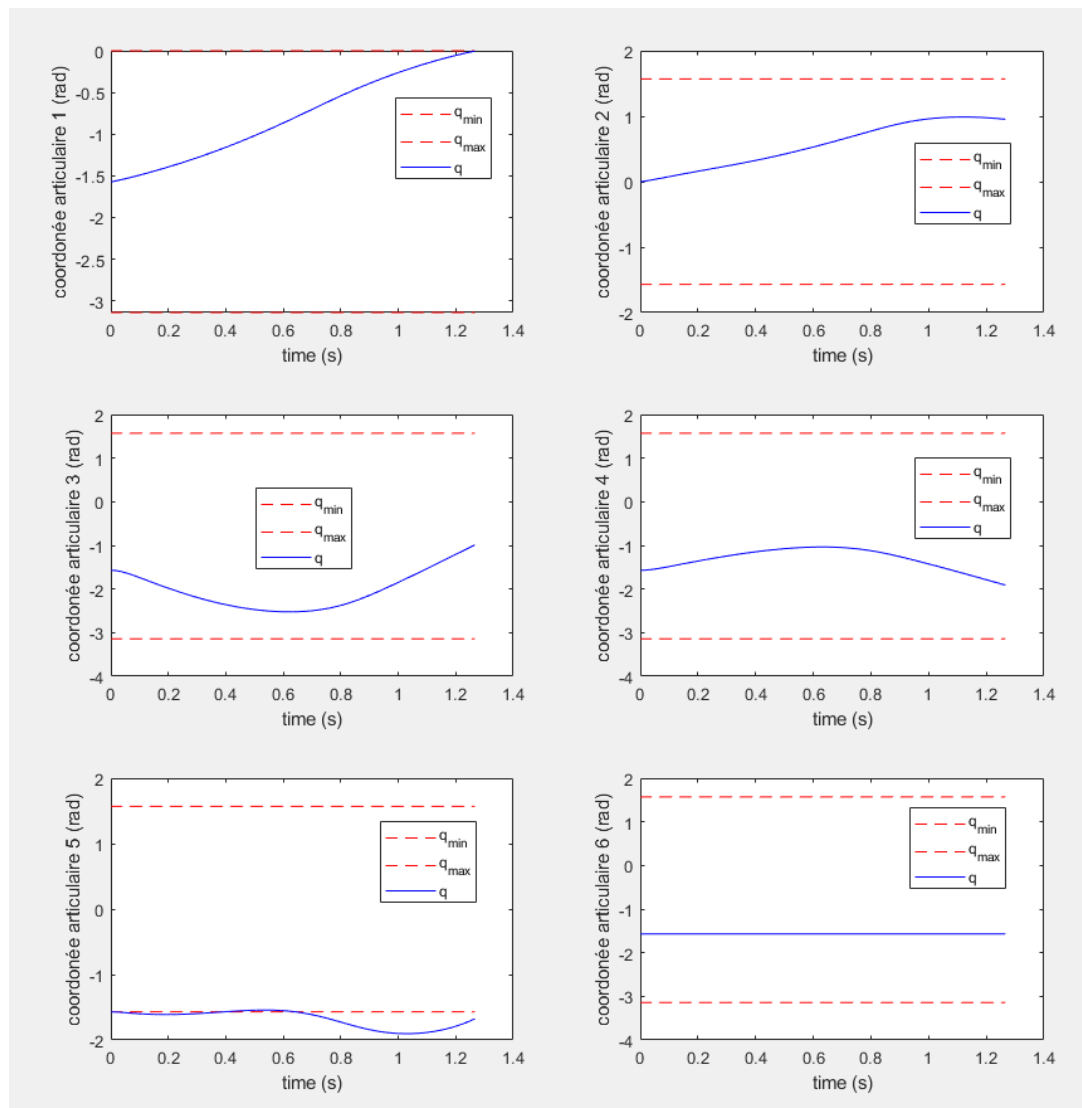 coordonée articulaire 1 (rad)
0
-0.5
-1
-1.5
-2
-2.5
-3
q_min
q_max
q
0 0.2 0.4 0.6 0.8 1 1.2 1.4
time (s)
coordonée articulaire 2 (rad)
2
1
0
-1
-2
q_min
q_max
q
0 0.2 0.4 0.6 0.8 1 1.2 1.4
time (s)
coordonée articulaire 3 (rad)
2
1
0
-1
-2
-3
-4
q_min
q_max
q
0 0.2 0.4 0.6 0.8 1 1.2 1.4
time (s)
coordonée articulaire 4 (rad)
2
1
0
-1
-2
-3
-4
q_min
q_max
q
0 0.2 0.4 0.6 0.8 1 1.2 1.4
time (s)
coordonée articulaire 5 (rad)
2
1
0
-1
-2
q_min
q_max
q
0 0.2 0.4 0.6 0.8 1 1.2 1.4
time (s)
coordonée articulaire 6 (rad)
2
1
0
-1
-2
-3
-4
q_min
q_max
q
0 0.2 0.4 0.6 0.8 1 1.2 1.4
time (s)